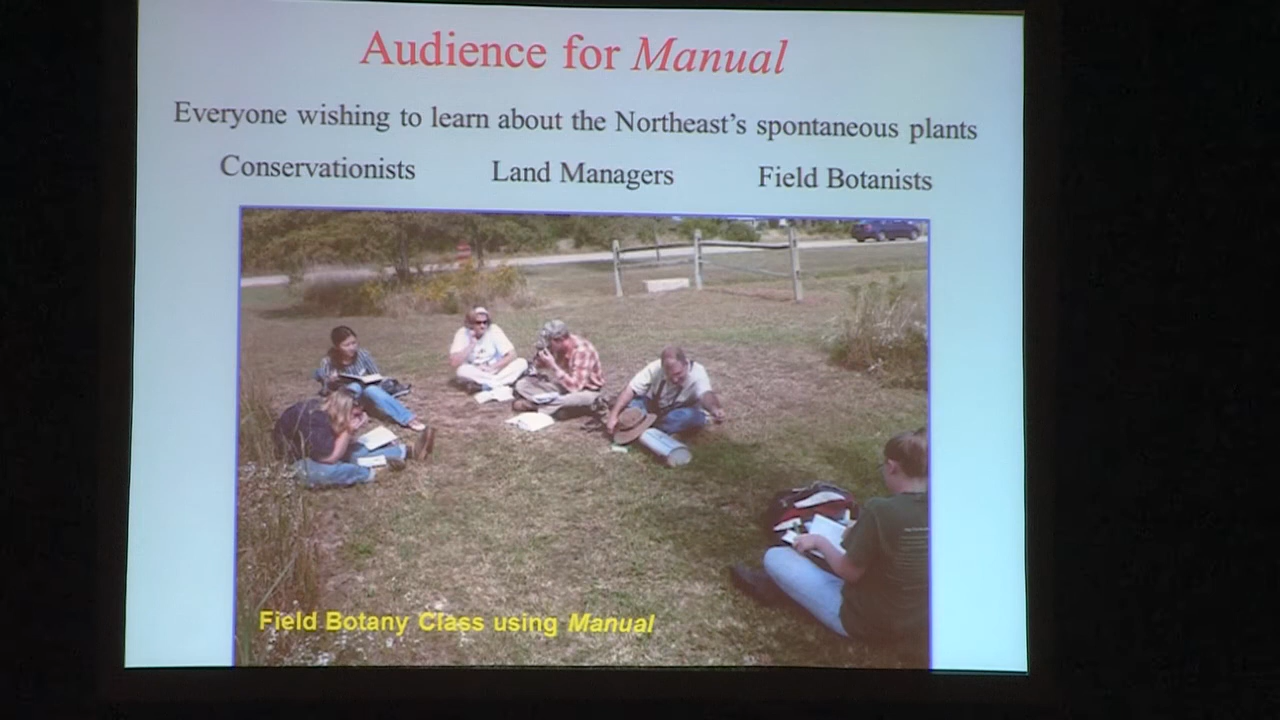 Audience for Manual
Everyone wishing to learn about the Northeast's spontaneous plants
Conservationists Land Managers Field Botanists
Field Botany Class using Manual